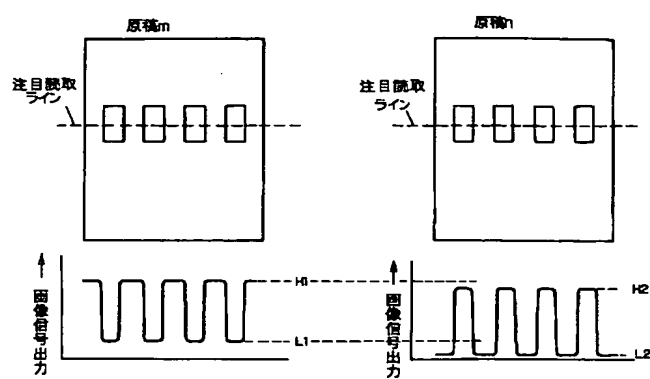 原稿m
注目読取
ライン
原稿n
注目読取
ライン
画像信号出力
H1
L1
画像信号出力
H2
L2